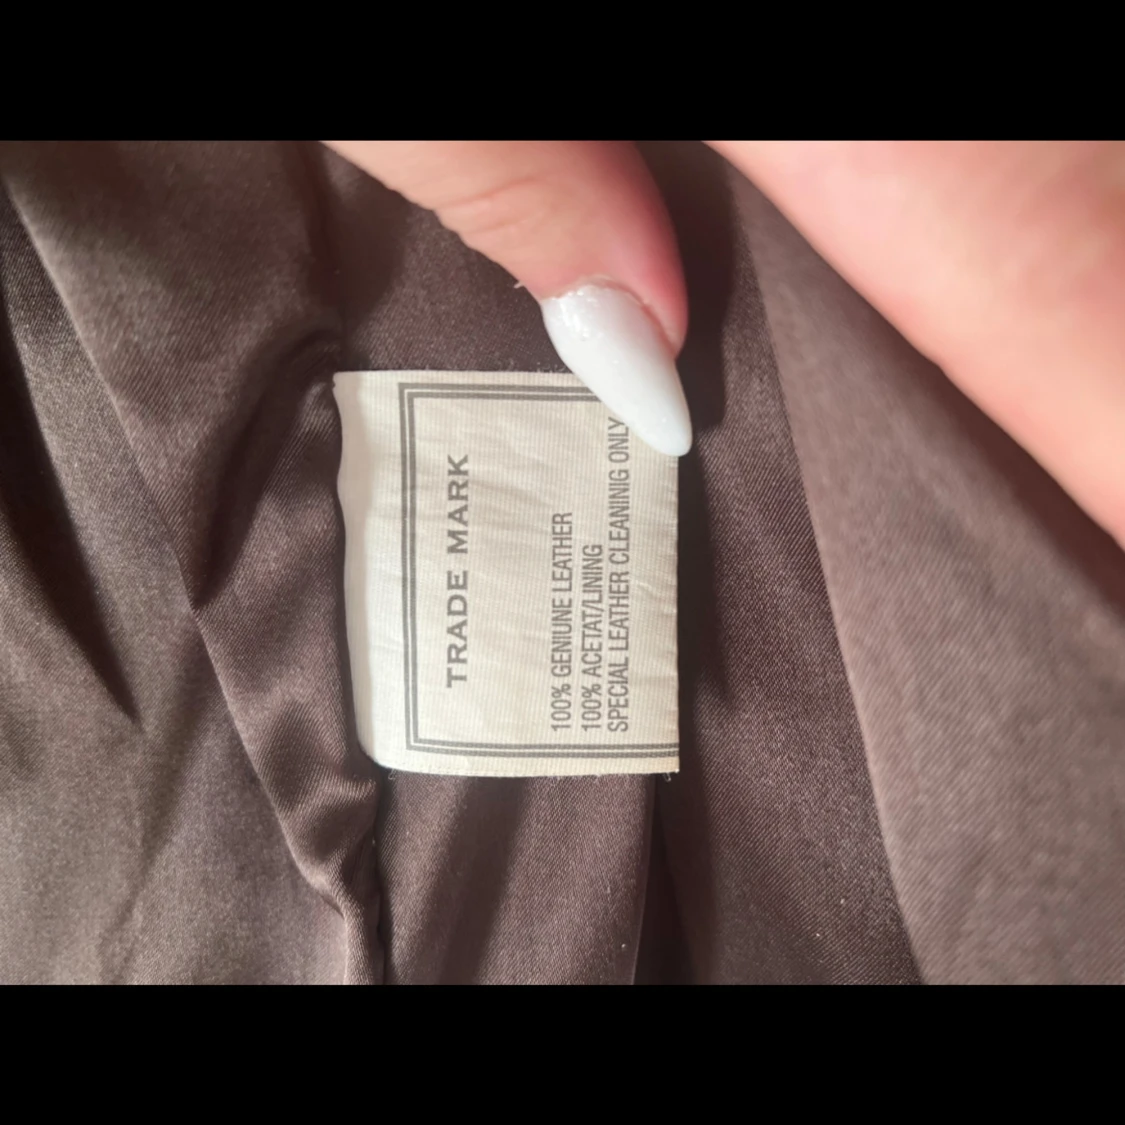 TRADE MARK
100% GENIUNE LEATHER
100% ACETAT/LINING
SPECIAL LEATHER CLEANINIG ONLY